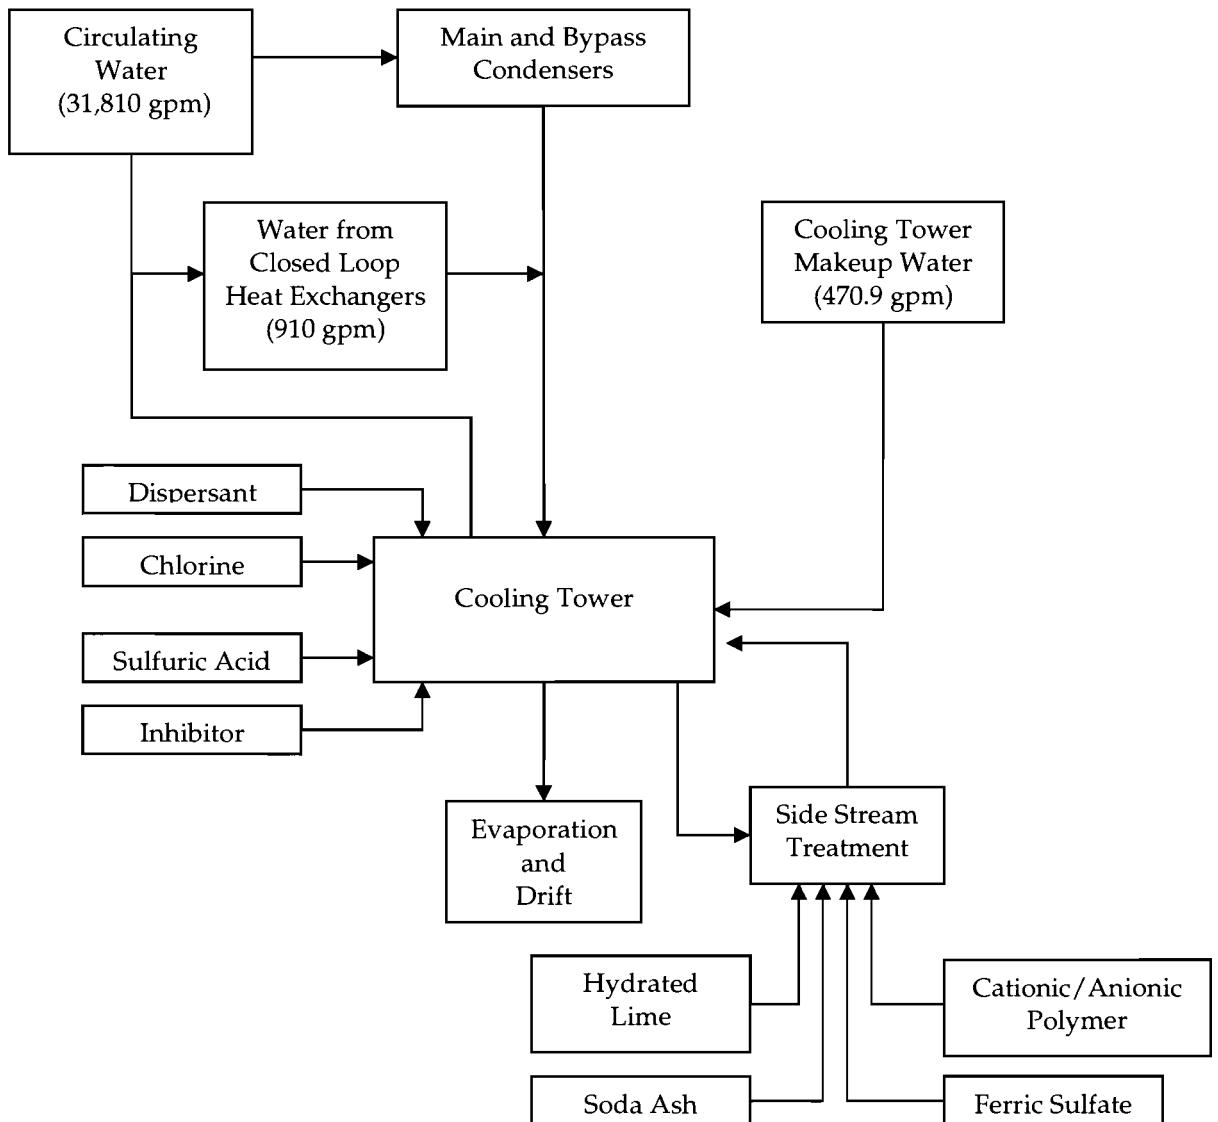 Circulating
Water
(31,810 gpm)
Main and Bypass
Condensers
Water from
Closed Loop
Heat Exchangers
(910 gpm)
Cooling Tower
Makeup Water
(470.9 gpm)
Dispersant
Chlorine
Cooling Tower
Sulfuric Acid
Inhibitor
Evaporation
and
Drift
Side Stream
Treatment
Hydrated
Lime
Cationic/Anionic
Polymer
Soda Ash
Ferric Sulfate